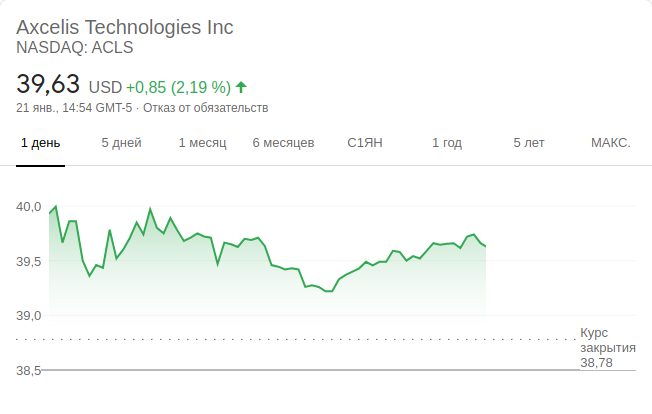 Axcelis Technologies Inc
NASDAQ: ACLS
39,63 USD +0,85 (2,19 %)
21 янв., 14:54 GMT-5 · Отказ от обязательств
1 день 5 дней 1 месяц 6 месяцев С1ЯН 1 год 5 лет МАКС.
40,0
39,5
39,0
Курс
закрытия
38,78
38,5